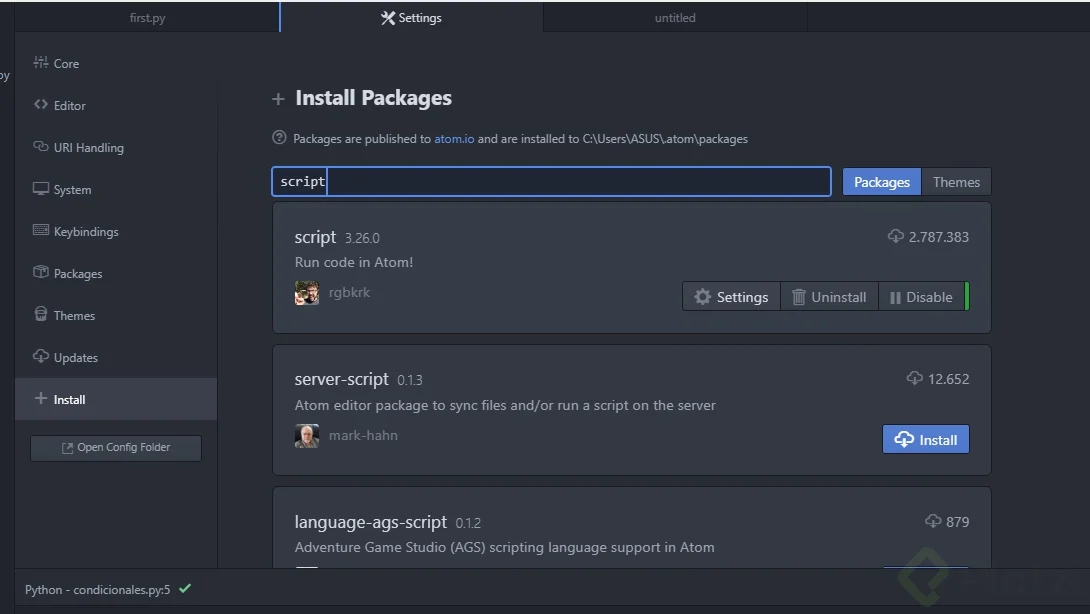 first.py
Settings
untitled
py
Core
Editor
URI Handling
System
Keybindings
Packages
Themes
Updates
Install
Open Config Folder
Install Packages
Packages are published to atom.io and are installed to C:\Users\ASUS\.atom\packages
script
Packages Themes
script 3.26.0
2.787.383
Run code in Atom!
rgbkrk
Settings Uninstall Disable
server-script 0.1.3
12.652
Atom editor package to sync files and/or run a script on the server
mark-hahn
Install
language-ags-script 0.1.2
879
Adventure Game Studio (AGS) scripting language support in Atom
Python - condicionales.py:5